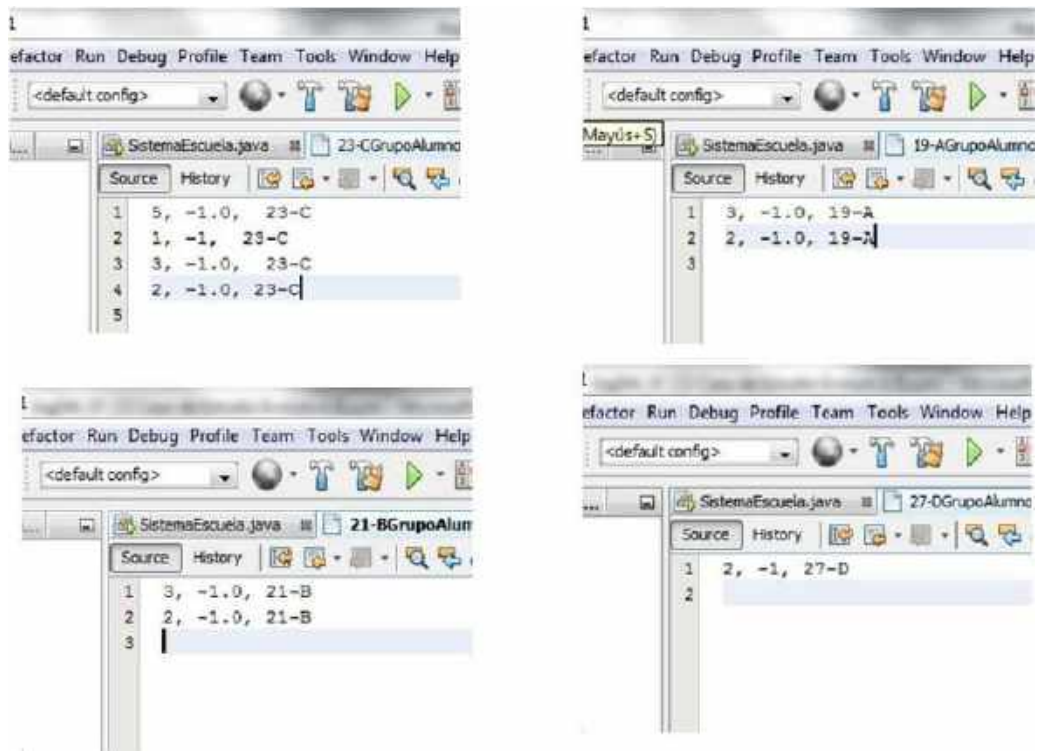 1
efactor Run Debug Profile Team Tools Window Help
<default config>
... SistemaEscuela.java 23-CGrupoAlumno
Source History
1 5, -1.0, 23-C
2 1, -1, 23-C
3 3, -1.0, 23-C
4 2, -1.0, 23-C
5
1
efactor Run Debug Profile Team Tools Window Help
<default config>
Mayús+S)
... SistemaEscuela.java 19-AGrupoAlumno
Source History
1 3, -1.0, 19-A
2 2, -1.0, 19-A
3
1
efactor Run Debug Profile Team Tools Window Help
<default config>
... SistemaEscuela.java 21-BGrupoAlum
Source History
1 3, -1.0, 21-B
2 2, -1.0, 21-B
3
1
efactor Run Debug Profile Team Tools Window Help
<default config>
... SistemaEscuela.java 27-DGrupoAlumno
Source History
1 2, -1, 27-D
2